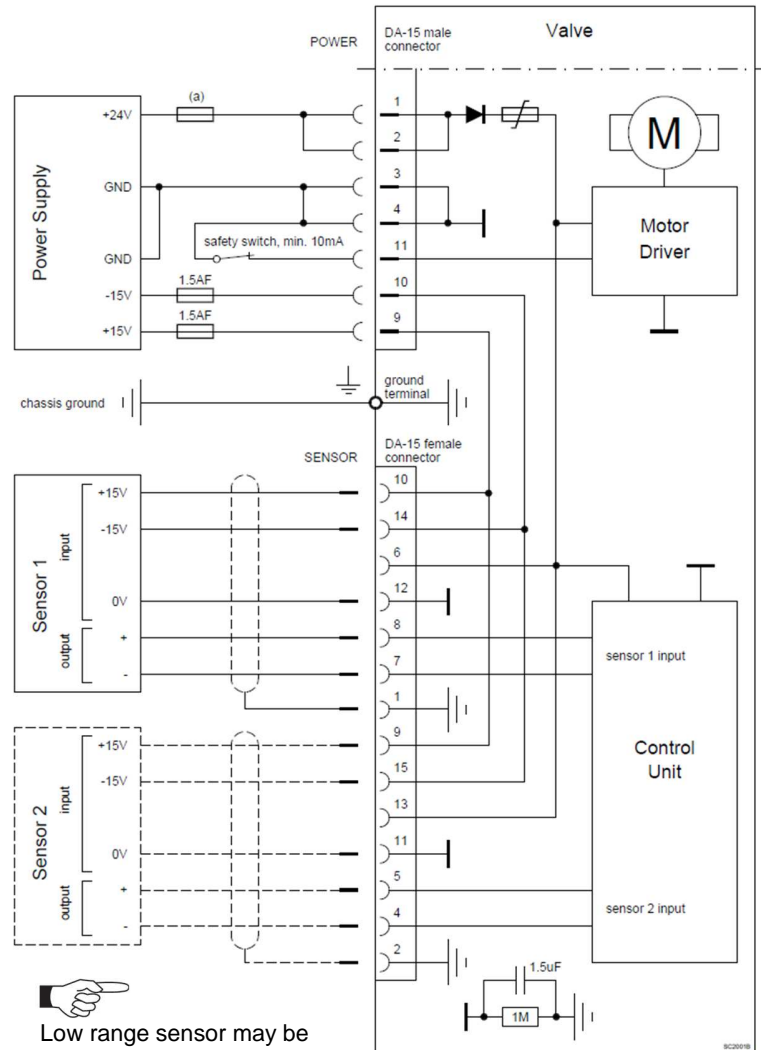 DA-15 male
connector
Valve
POWER
Power Supply
+24V
(a)
1
2
M
GND
3
4
Motor
Driver
safety switch, min. 10mA
GND
11
1.5AF
-15V
10
1.5AF
+15V
9
chassis ground
ground
terminal
SENSOR
DA-15 female
connector
Sensor 1
input
+15V
10
-15V
14
6
0V
12
output
+
8
sensor 1 input
-
7
1
Sensor 2
input
+15V
9
Control
Unit
-15V
15
13
0V
11
output
+
5
sensor 2 input
-
4
2
1.5uF
1M
Low range sensor may be
SC2001B